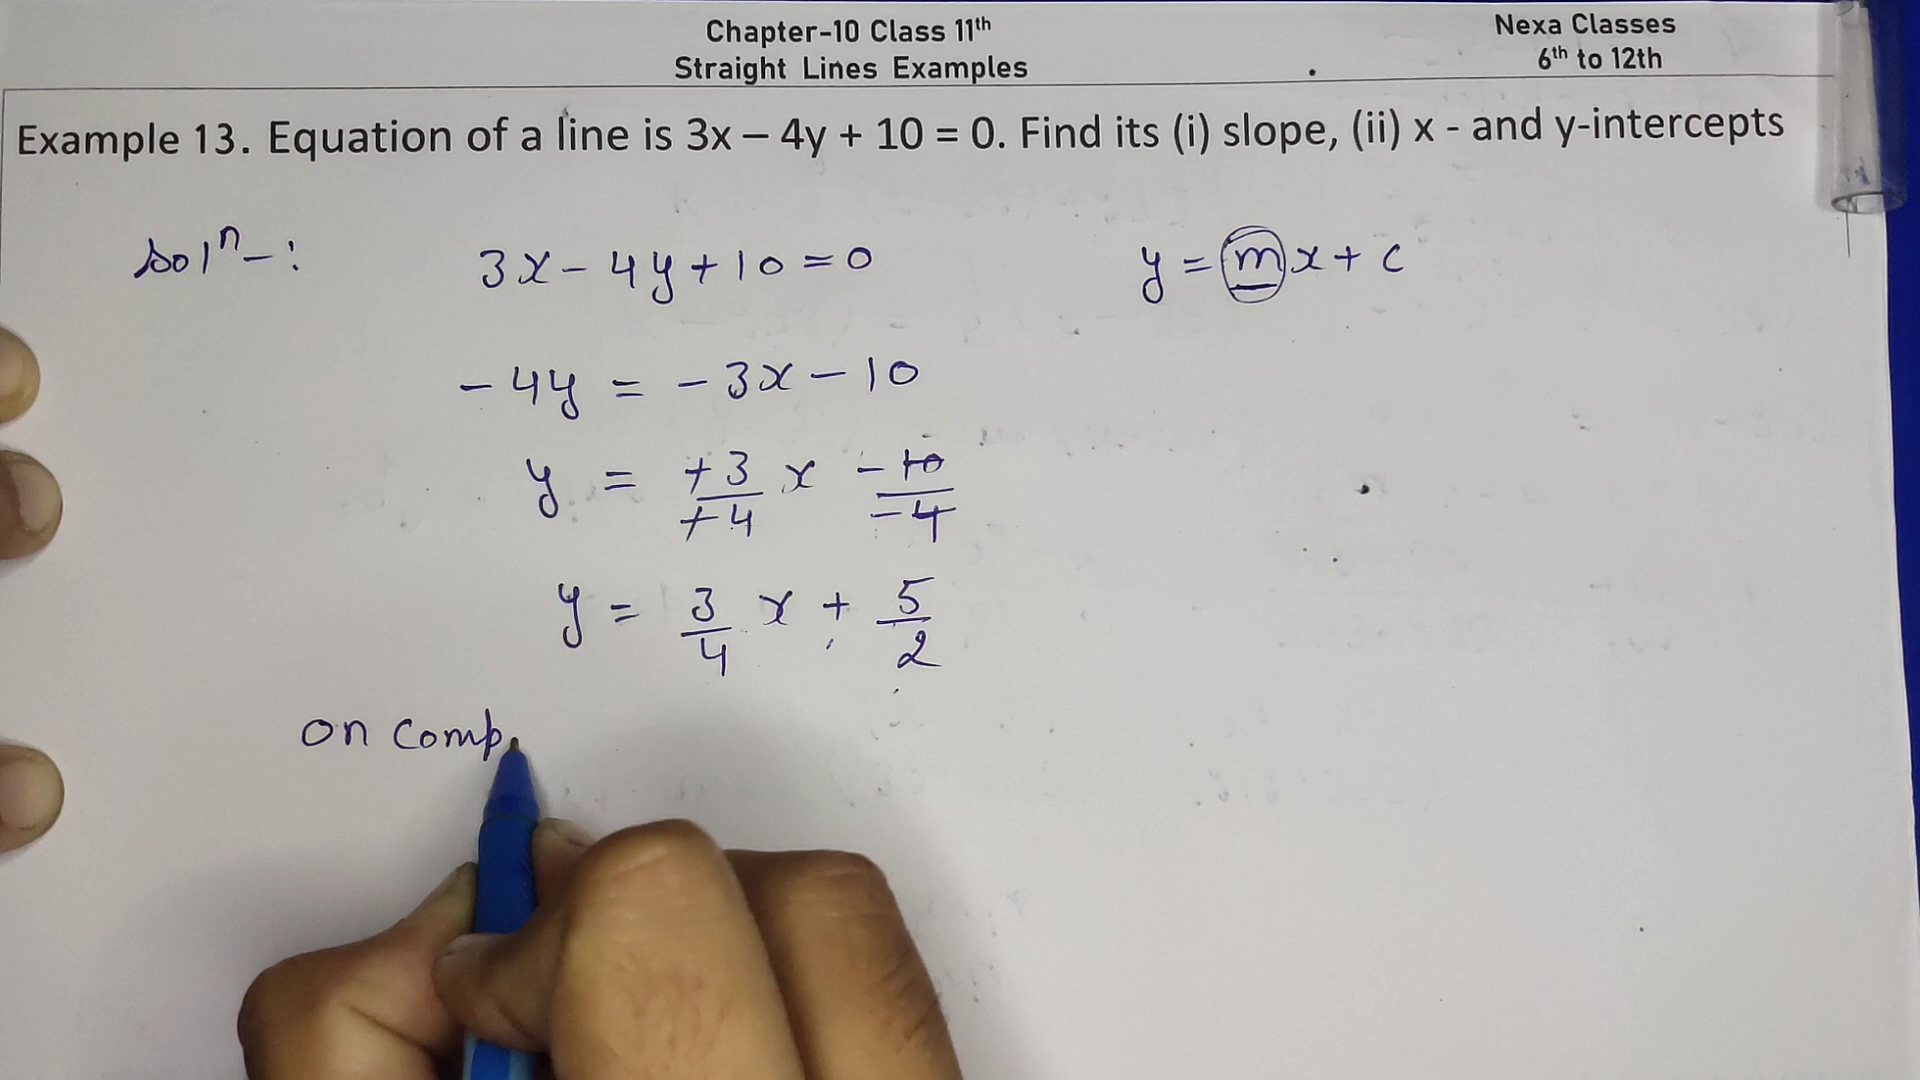 Chapter-10 Class 11th
Straight Lines Examples
Nexa Classes
6th to 12th
Example 13. Equation of a line is 3x – 4y + 10 = 0. Find its (i) slope, (ii) x - and y-intercepts
Solⁿ-:
3x - 4y + 10 = 0
y = mx + c
-4y = -3x - 10
y = +3/+4 x -10/-4
y = 3/4 x + 5/2
on comp